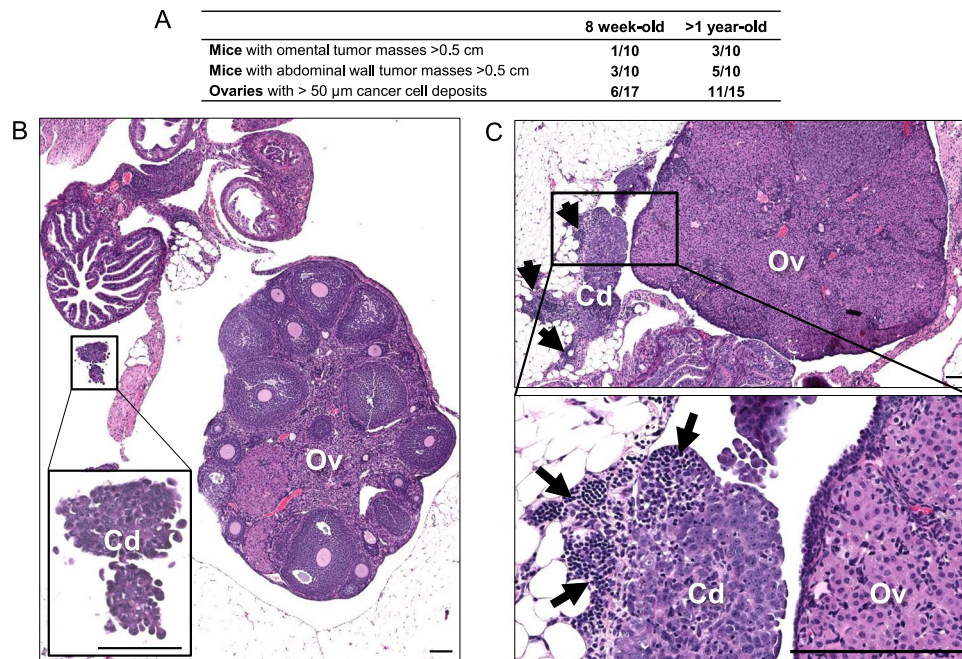 A
8 week-old >1 year-old
Mice with omental tumor masses >0.5 cm 1/10 3/10
Mice with abdominal wall tumor masses >0.5 cm 3/10 5/10
Ovaries with > 50 µm cancer cell deposits 6/17 11/15
B
Ov
Cd
C
Ov
Cd
Cd
Ov